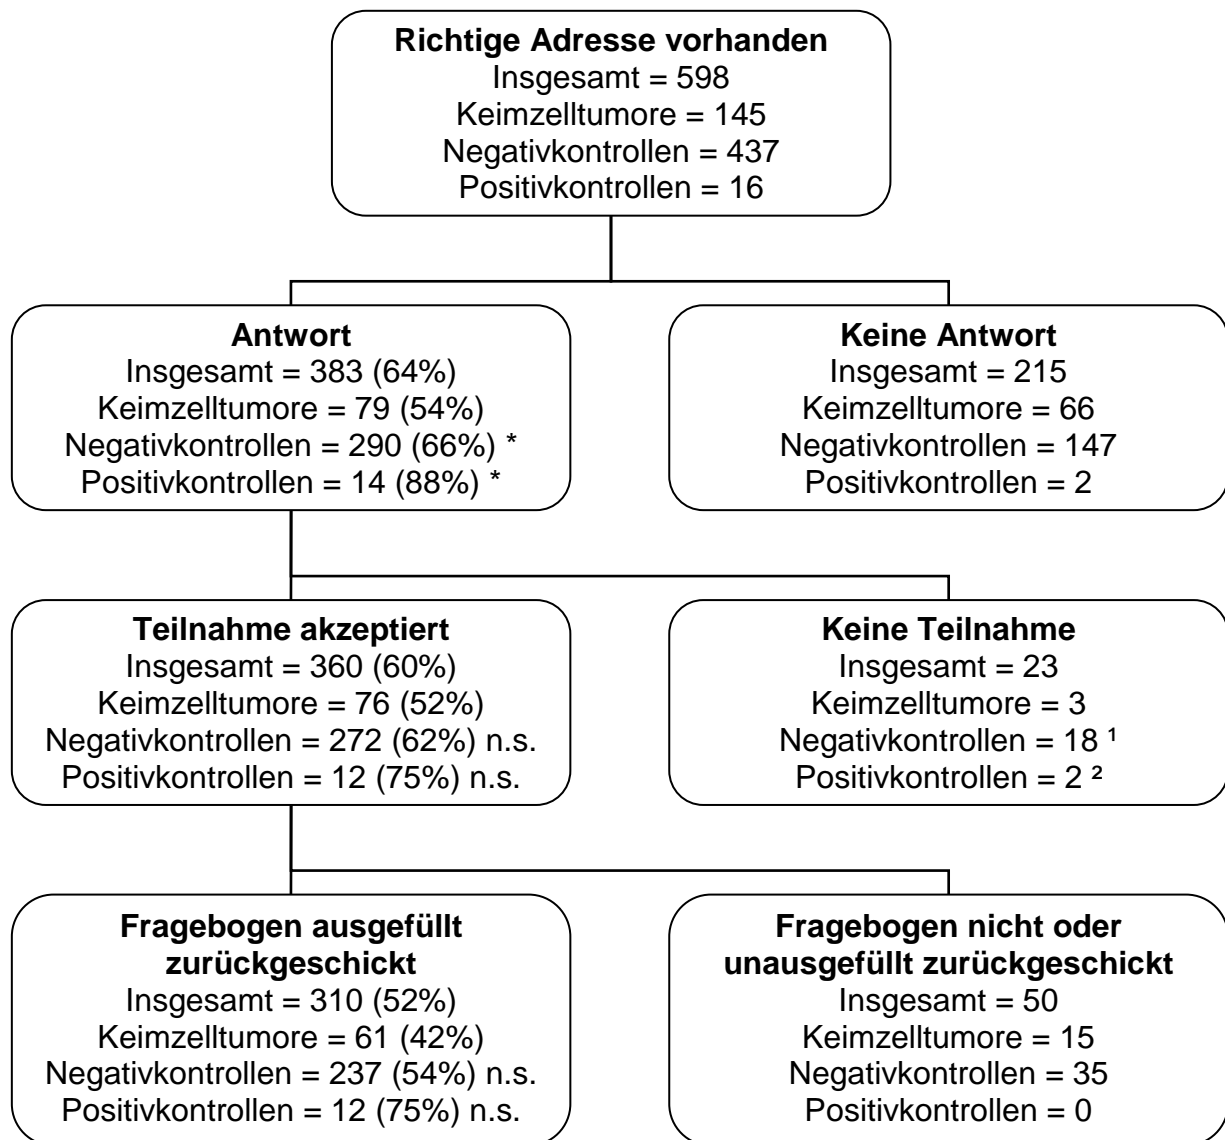 Richtige Adresse vorhanden
Insgesamt = 598
Keimzelltumore = 145
Negativkontrollen = 437
Positivkontrollen = 16
Antwort
Insgesamt = 383 (64%)
Keimzelltumore = 79 (54%)
Negativkontrollen = 290 (66%) *
Positivkontrollen = 14 (88%) *
Keine Antwort
Insgesamt = 215
Keimzelltumore = 66
Negativkontrollen = 147
Positivkontrollen = 2
Teilnahme akzeptiert
Insgesamt = 360 (60%)
Keimzelltumore = 76 (52%)
Negativkontrollen = 272 (62%) n.s.
Positivkontrollen = 12 (75%) n.s.
Keine Teilnahme
Insgesamt = 23
Keimzelltumore = 3
Negativkontrollen = 18 ¹
Positivkontrollen = 2 ²
Fragebogen ausgefüllt
zurückgeschickt
Insgesamt = 310 (52%)
Keimzelltumore = 61 (42%)
Negativkontrollen = 237 (54%) n.s.
Positivkontrollen = 12 (75%) n.s.
Fragebogen nicht oder
unausgefüllt zurückgeschickt
Insgesamt = 50
Keimzelltumore = 15
Negativkontrollen = 35
Positivkontrollen = 0